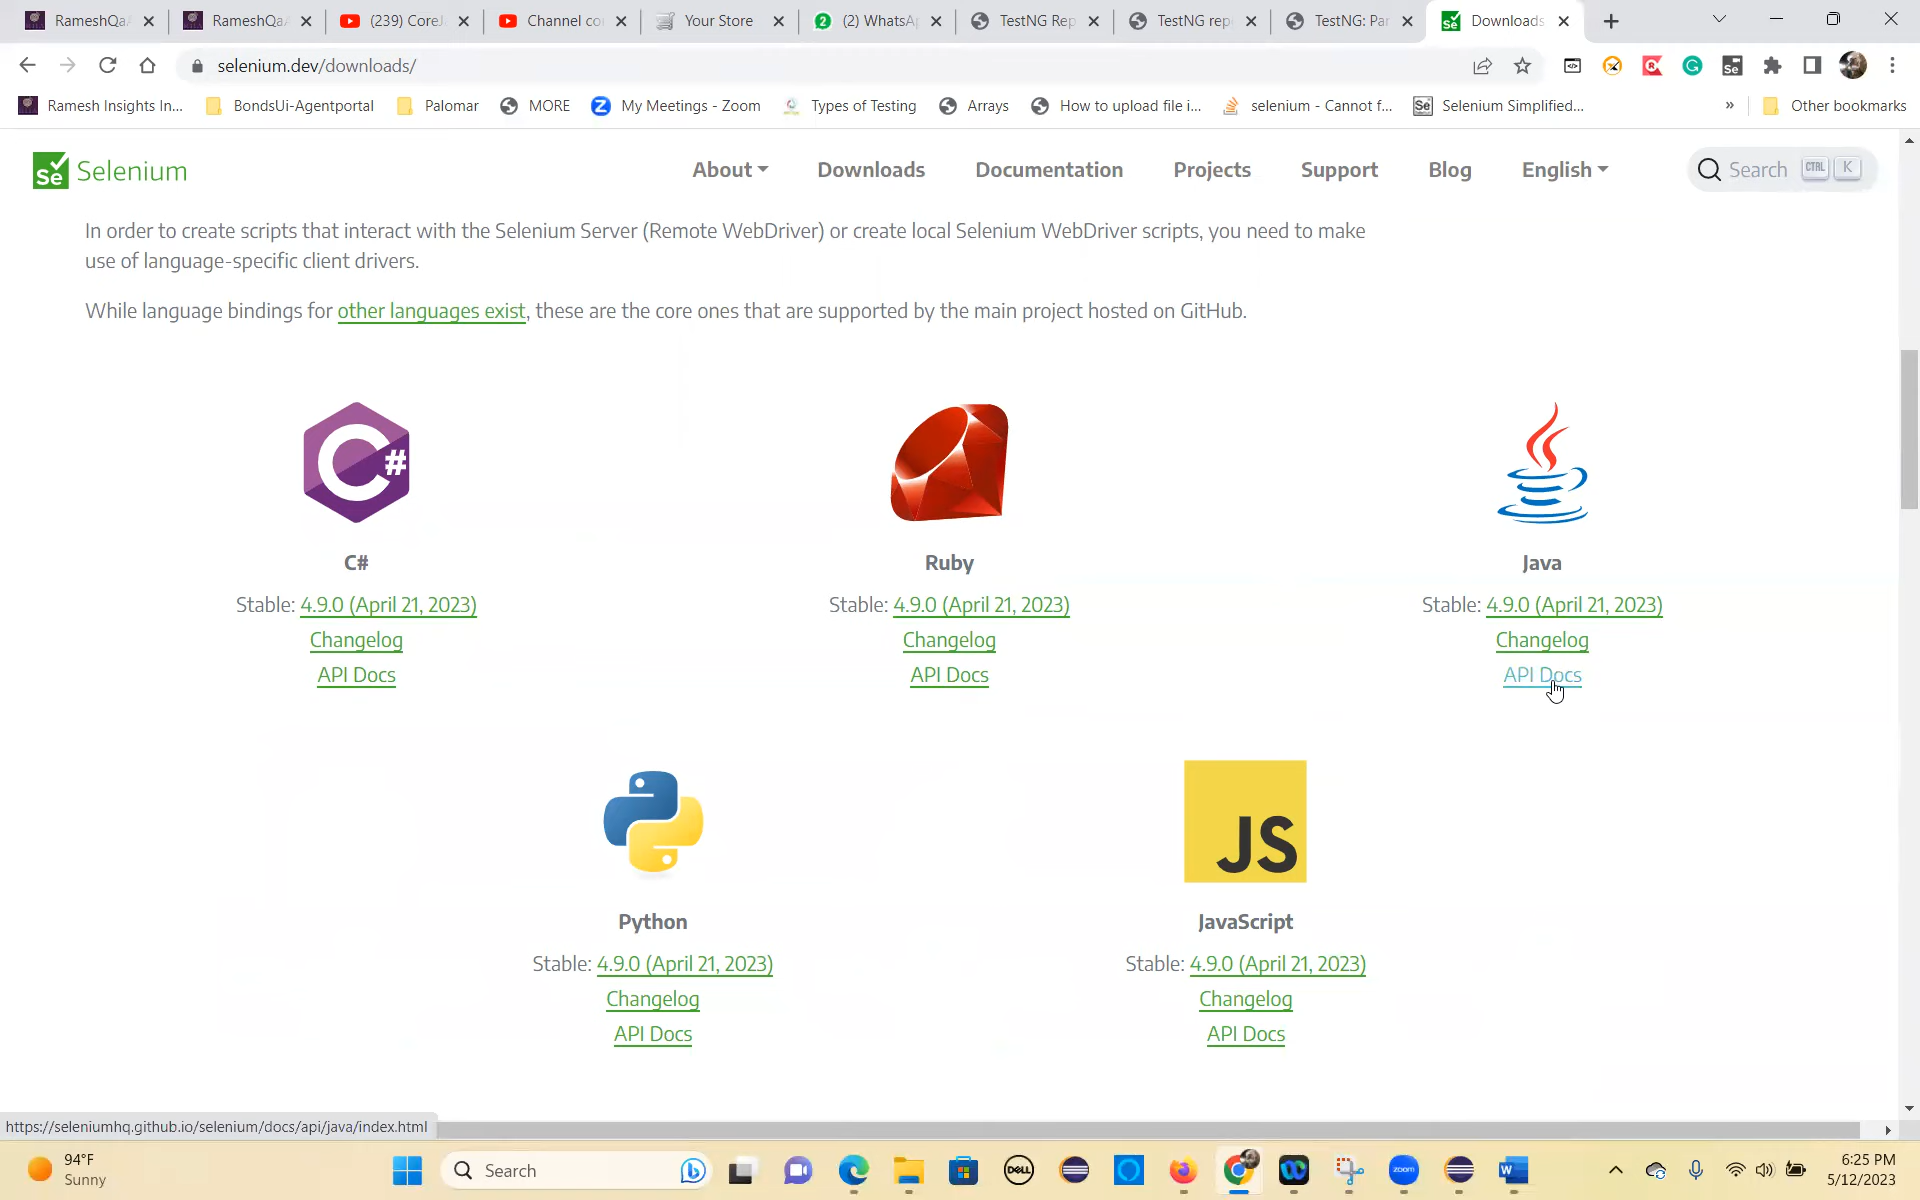 RameshQa
RameshQa
(239) CoreJ
Channel co
Your Store
(2) WhatsAp
TestNG Rep
TestNG rep
TestNG: Par
Downloads
selenium.dev/downloads/
Ramesh Insights In...
BondsUi-Agentportal
Palomar
MORE
My Meetings - Zoom
Types of Testing
Arrays
How to upload file i...
selenium - Cannot f...
Selenium Simplified...
»
Other bookmarks
Se Selenium
About
Downloads
Documentation
Projects
Support
Blog
English
Search CTRL K
In order to create scripts that interact with the Selenium Server (Remote WebDriver) or create local Selenium WebDriver scripts, you need to make
use of language-specific client drivers.
While language bindings for other languages exist, these are the core ones that are supported by the main project hosted on GitHub.
C#
Ruby
Java
Stable: 4.9.0 (April 21, 2023)
Stable: 4.9.0 (April 21, 2023)
Stable: 4.9.0 (April 21, 2023)
Changelog
Changelog
Changelog
API Docs
API Docs
API Docs
JS
Python
JavaScript
Stable: 4.9.0 (April 21, 2023)
Stable: 4.9.0 (April 21, 2023)
Changelog
Changelog
API Docs
API Docs
https://seleniumhq.github.io/selenium/docs/api/java/index.html
94°F
Sunny
Search
DELL
zoom
6:25 PM
5/12/2023